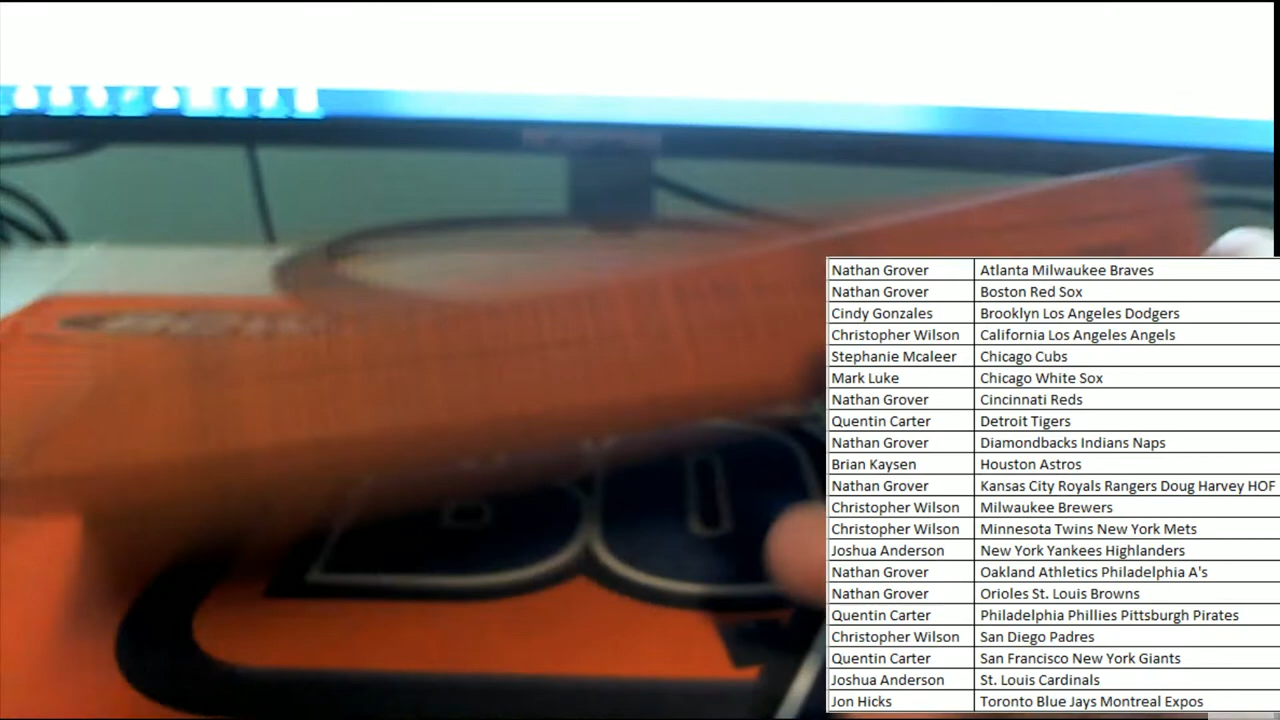 Nathan Grover Atlanta Milwaukee Braves
Nathan Grover Boston Red Sox
Cindy Gonzales Brooklyn Los Angeles Dodgers
Christopher Wilson California Los Angeles Angels
Stephanie Mcaleer Chicago Cubs
Mark Luke Chicago White Sox
Nathan Grover Cincinnati Reds
Quentin Carter Detroit Tigers
Nathan Grover Diamondbacks Indians Naps
Brian Kaysen Houston Astros
Nathan Grover Kansas City Royals Rangers Doug Harvey HOF
Christopher Wilson Milwaukee Brewers
Christopher Wilson Minnesota Twins New York Mets
Joshua Anderson New York Yankees Highlanders
Nathan Grover Oakland Athletics Philadelphia A's
Nathan Grover Orioles St. Louis Browns
Quentin Carter Philadelphia Phillies Pittsburgh Pirates
Christopher Wilson San Diego Padres
Quentin Carter San Francisco New York Giants
Joshua Anderson St. Louis Cardinals
Jon Hicks Toronto Blue Jays Montreal Expos